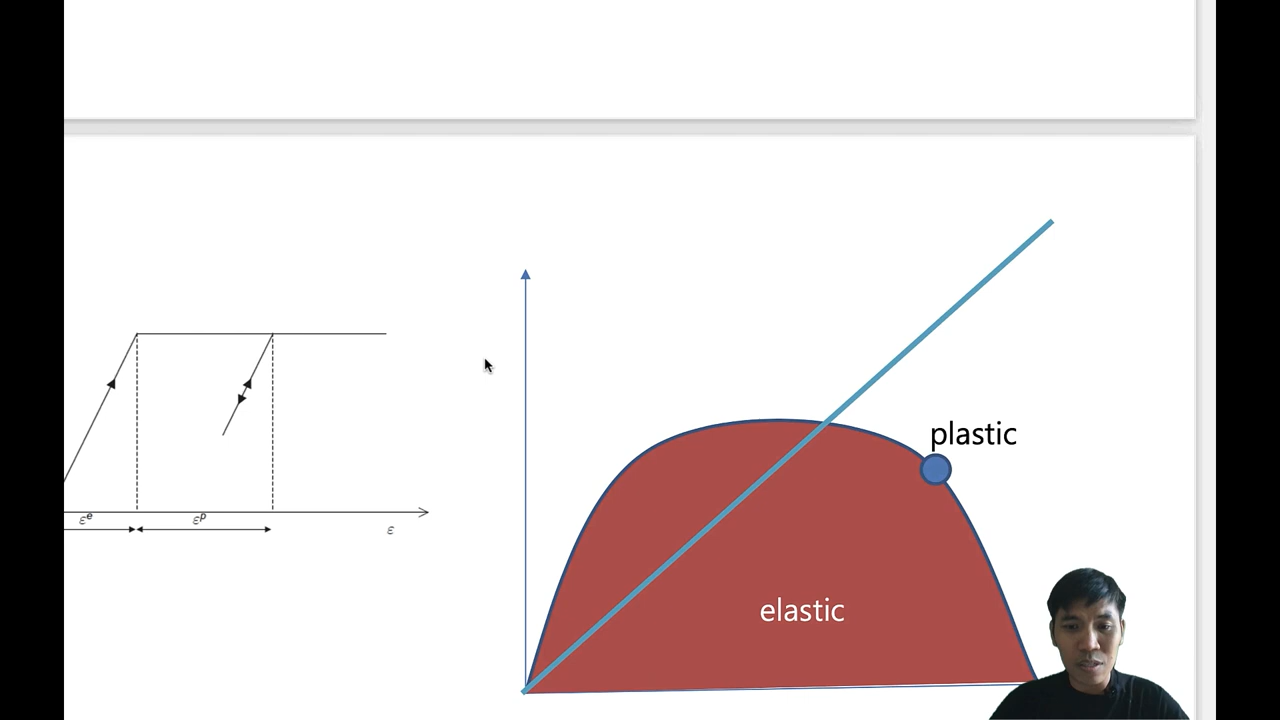 εᵉ
εᵖ
ε
plastic
elastic